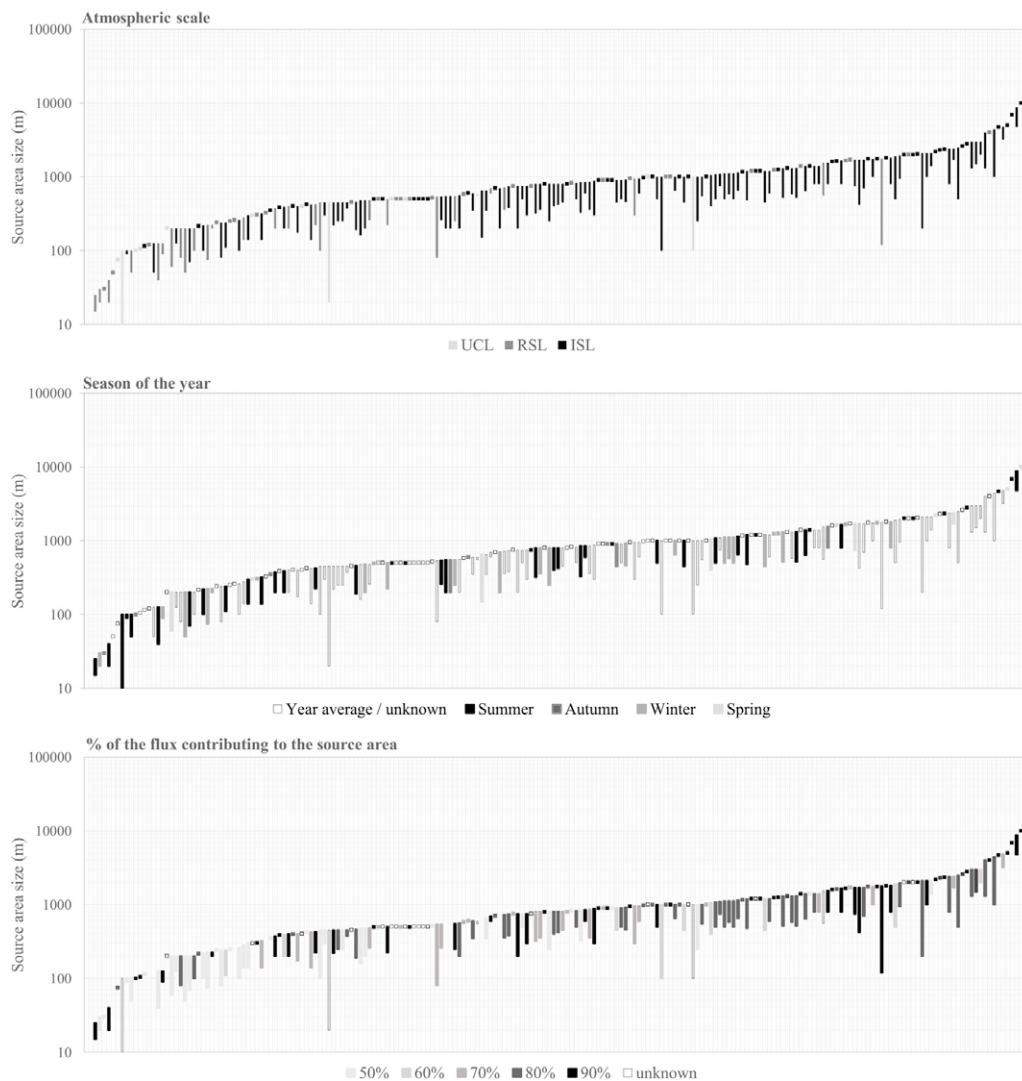 Atmospheric scale
100000
10000
1000
100
10
Source area size (m)
UCL RSL ISL
Season of the year
100000
10000
1000
100
10
Source area size (m)
Year average / unknown Summer Autumn Winter Spring
% of the flux contributing to the source area
100000
10000
1000
100
10
Source area size (m)
50% 60% 70% 80% 90% unknown